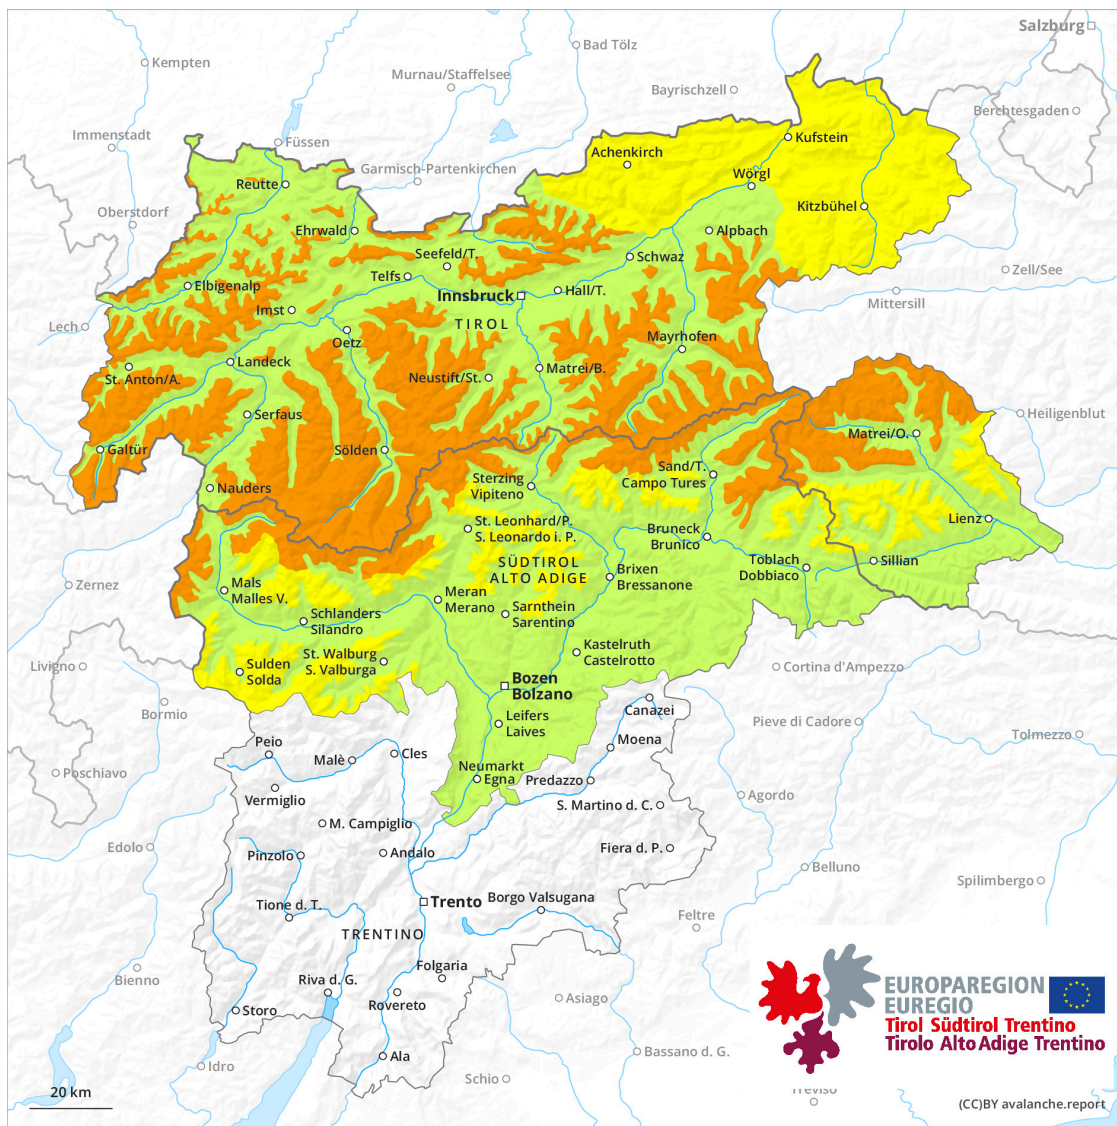 Salzburg
Kempten
Bad Tölz
Murnau/Staffelsee
Bayrischzell
Berchtesgaden
Immenstadt
Füssen
Kufstein
Achenkirch
Garmisch-Partenkirchen
Wörgl
Reutte
Oberstdorf
Kitzbühel
Ehrwald
Alpbach
Seefeld/T.
Schwaz
Telfs
Zell/See
Elbigenalp
Innsbruck
Hall/T.
Mittersill
Imst
TIROL
Lech
Oetz
Mayrhofen
Landeck
Matrei/B.
St. Anton/A.
Neustift/St.
Serfaus
Heiligenblut
Matrei/O.
Galtür
Sölden
Sterzing
Vipiteno
Sand/T.
Campo Tures
Nauders
St. Leonhard/P.
S. Leonardo i. P.
Bruneck
Brunico
Lienz
SÜDTIROL
ALTO ADIGE
Toblach
Dobbiaco
Sillian
Zernez
Mals
Malles V.
Brixen
Bressanone
Meran
Merano
Schlanders
Silandro
Sarnthein
Sarentino
Kastelruth
Castelrotto
Livigno
Sulden
Solda
St. Walburg
S. Valburga
Cortina d'Ampezzo
Bozen
Bolzano
Bormio
Canazei
Leifers
Laives
Pieve di Cadore
Tolmezzo
Peio
Malè
Cles
Moena
Poschiavo
Neumarkt
Egna
Predazzo
Vermiglio
S. Martino d. C.
Agordo
M. Campiglio
Edolo
Pinzolo
Andalo
Fiera d. P.
Belluno
Spilimbergo
Tione d. T.
Trento
Borgo Valsugana
Feltre
TRENTINO
Folgaria
Bienno
Riva d. G.
Rovereto
Asiago
Storo
EUROPAREGION
EUREGIO
Tirol Südtirol Trentino
Tirolo Alto Adige Trentino
Ala
Bassano d. G.
Idro
Schio
Treviso
20 km
(CC)BY avalanche.report